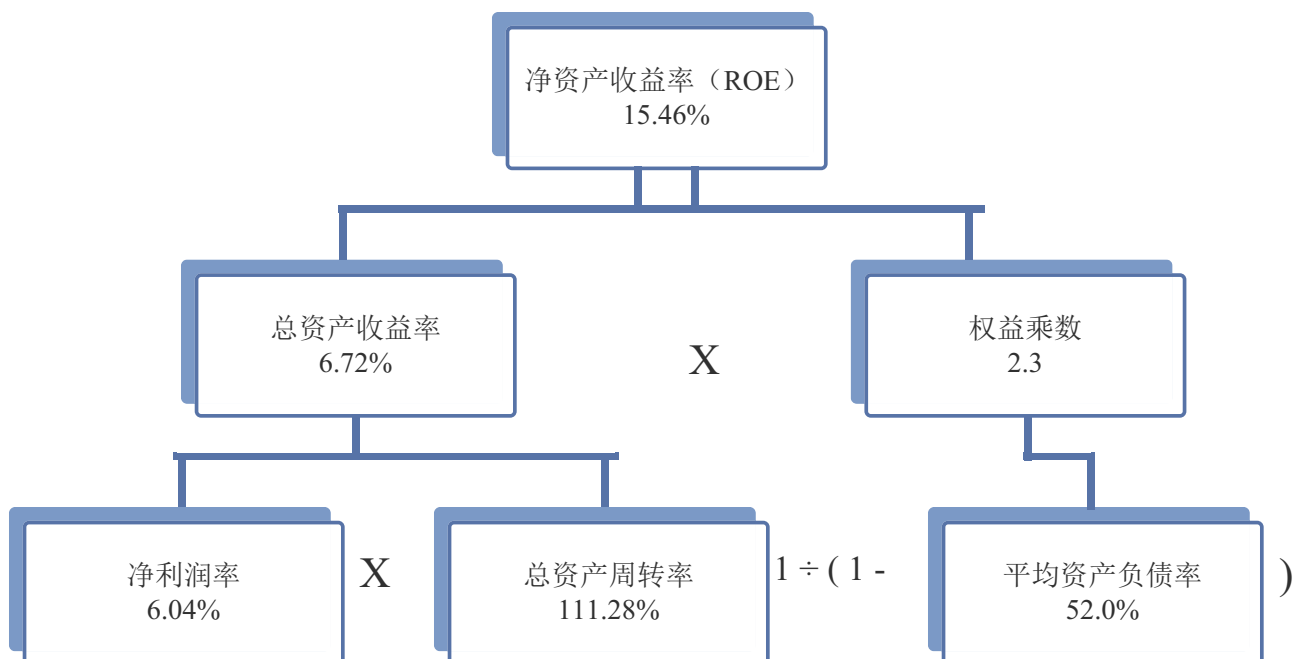 净资产收益率（ROE）
15.46%
总资产收益率
6.72%
X
权益乘数
2.3
净利润率
6.04%
X
总资产周转率
111.28%
1 ÷ ( 1 -
平均资产负债率
52.0%
)